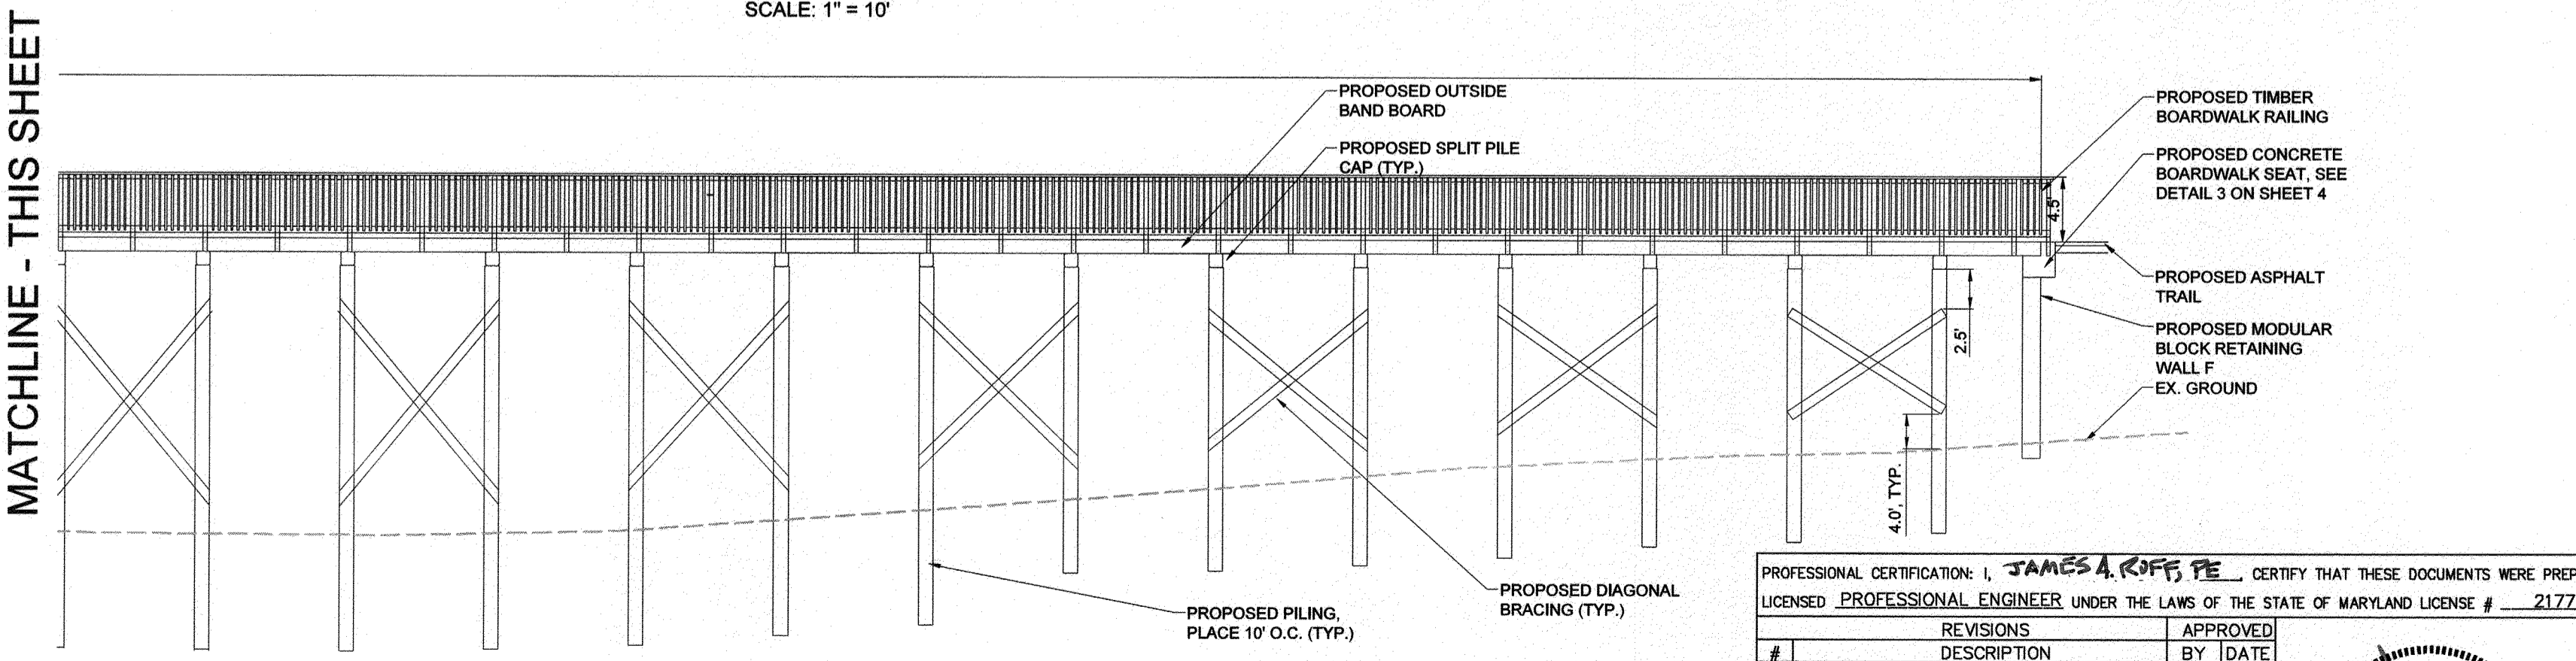 SCALE: 1" = 10'
MATCHLINE - THIS SHEET
PROPOSED OUTSIDE
BAND BOARD
PROPOSED SPLIT PILE
CAP (TYP.)
PROPOSED TIMBER
BOARDWALK RAILING
PROPOSED CONCRETE
BOARDWALK SEAT, SEE
DETAIL 3 ON SHEET 4
4.5'
PROPOSED ASPHALT
TRAIL
PROPOSED MODULAR
BLOCK RETAINING
WALL F
EX. GROUND
2.5'
4.0', TYP.
PROPOSED DIAGONAL
BRACING (TYP.)
PROPOSED PILING,
PLACE 10' O.C. (TYP.)
PROFESSIONAL CERTIFICATION: I, JAMES A. RUFF, PE, CERTIFY THAT THESE DOCUMENTS WERE PREP
LICENSED PROFESSIONAL ENGINEER UNDER THE LAWS OF THE STATE OF MARYLAND LICENSE # 2177
REVISIONS APPROVED
# DESCRIPTION BY DATE